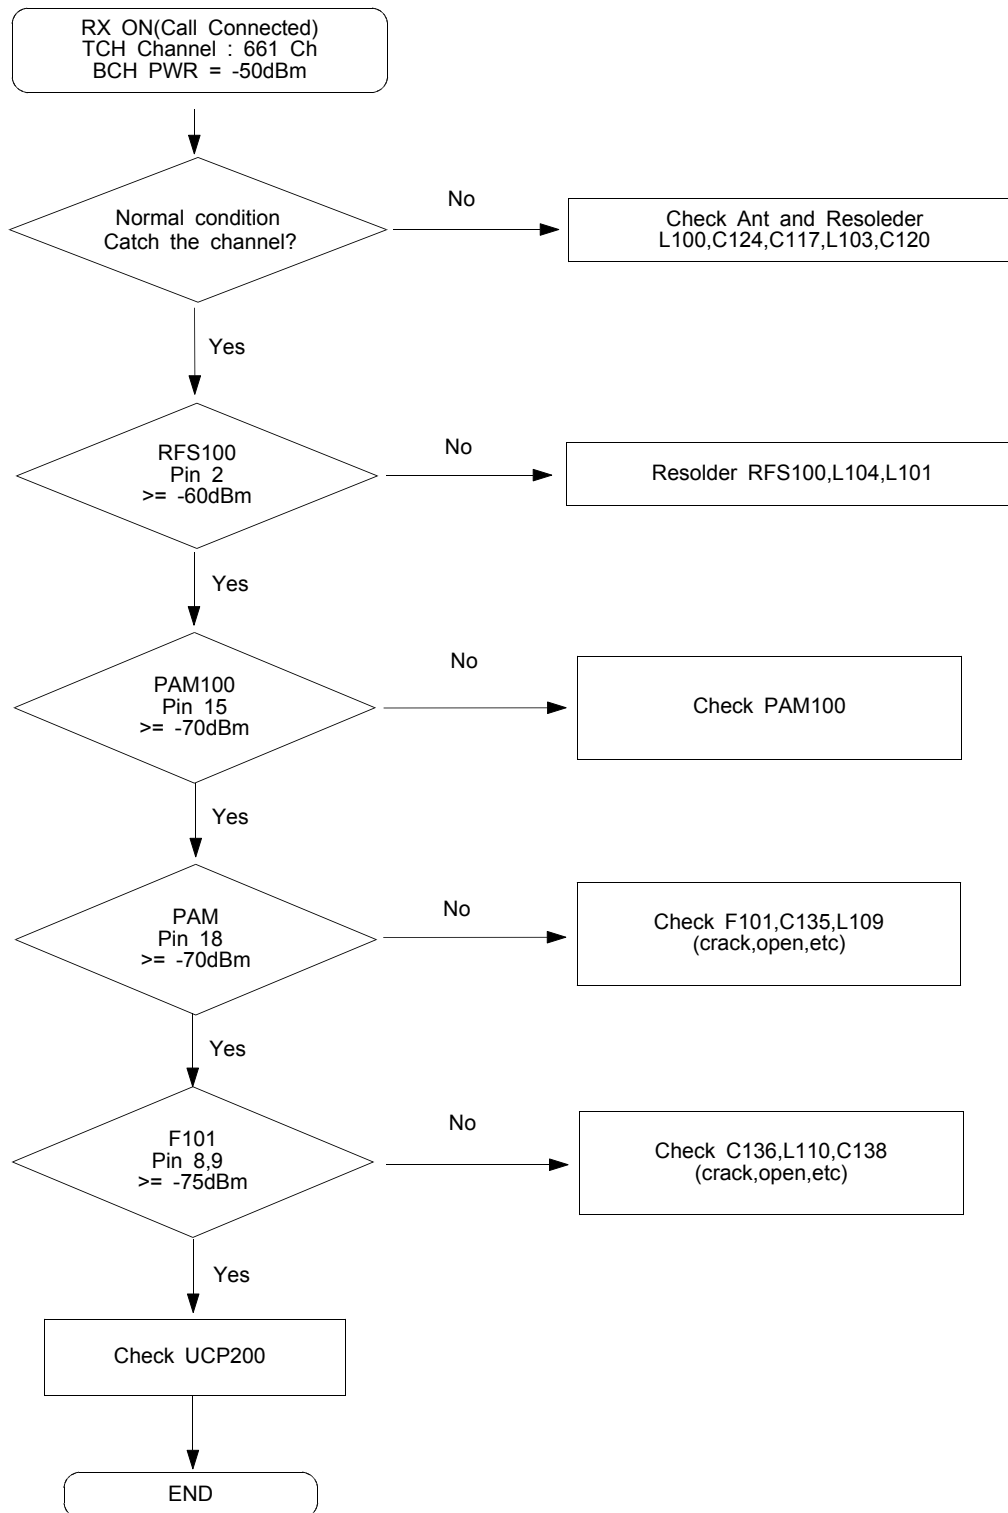 RX ON(Call Connected)
TCH Channel : 661 Ch
BCH PWR = -50dBm
Normal condition
Catch the channel?
No
Check Ant and Resoleder
L100,C124,C117,L103,C120
Yes
RFS100
Pin 2
>= -60dBm
No
Resolder RFS100,L104,L101
Yes
PAM100
Pin 15
>= -70dBm
No
Check PAM100
Yes
PAM
Pin 18
>= -70dBm
No
Check F101,C135,L109
(crack,open,etc)
Yes
F101
Pin 8,9
>= -75dBm
No
Check C136,L110,C138
(crack,open,etc)
Yes
Check UCP200
END